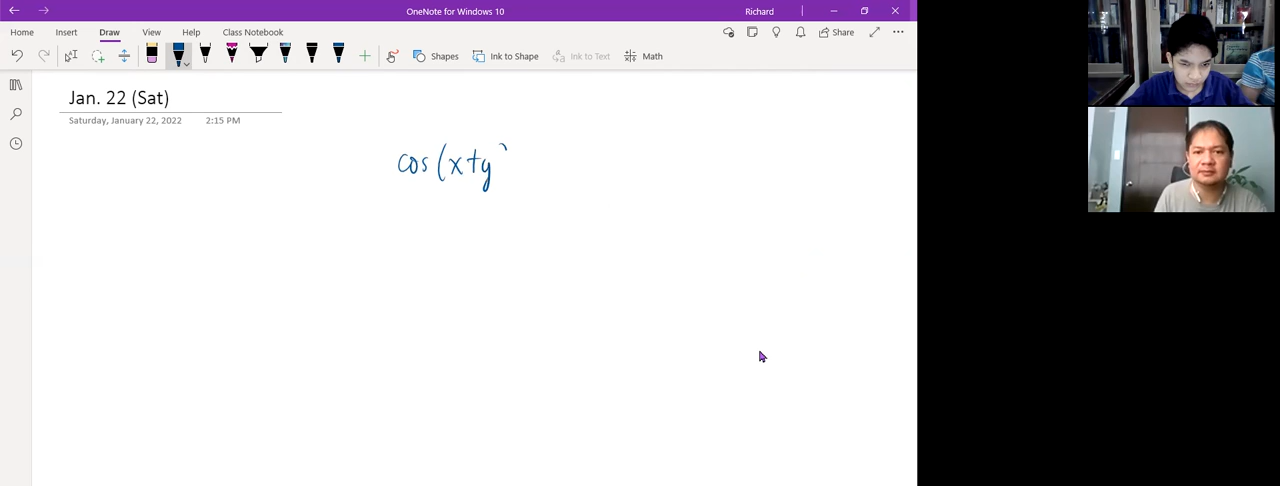 OneNote for Windows 10
Richard
Home Insert Draw View Help Class Notebook
Share
Shapes Ink to Shape Ink to Text Math
Jan. 22 (Sat)
Saturday, January 22, 2022 2:15 PM
cos(x+y)